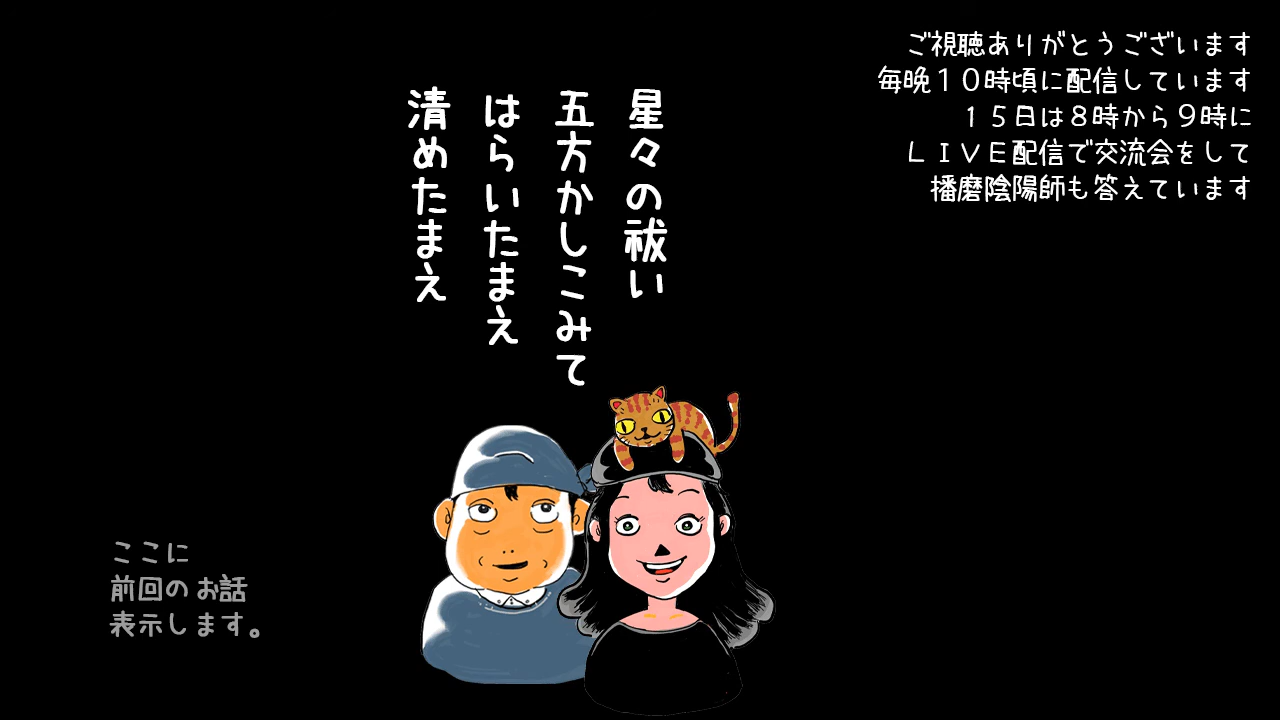 ご視聴ありがとうございます
毎晩１０時頃に配信しています
１５日は８時から９時に
ＬＩＶＥ配信で交流会をして
播磨陰陽師も答えています
星々の祓い
五方かしこみて
はらいたまえ
清めたまえ
ここに
前回のお話
表示します。